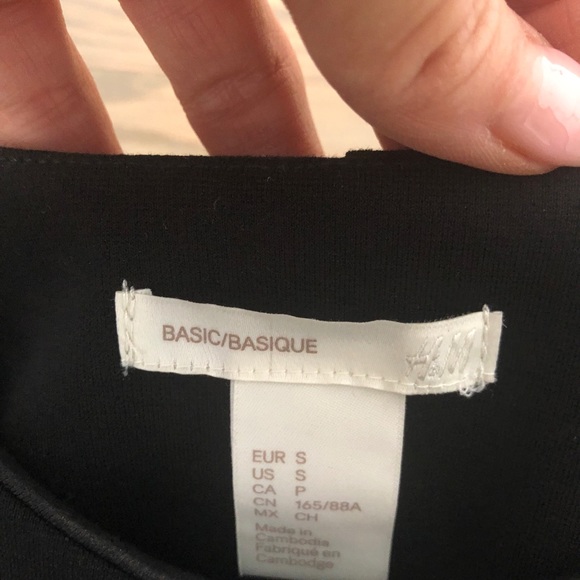 BASIC/BASIQUE
H&M
EUR S
US S
CA P
CN 165/88A
MX CH
Made in
Cambodia
Fabriqué en
Cambodge